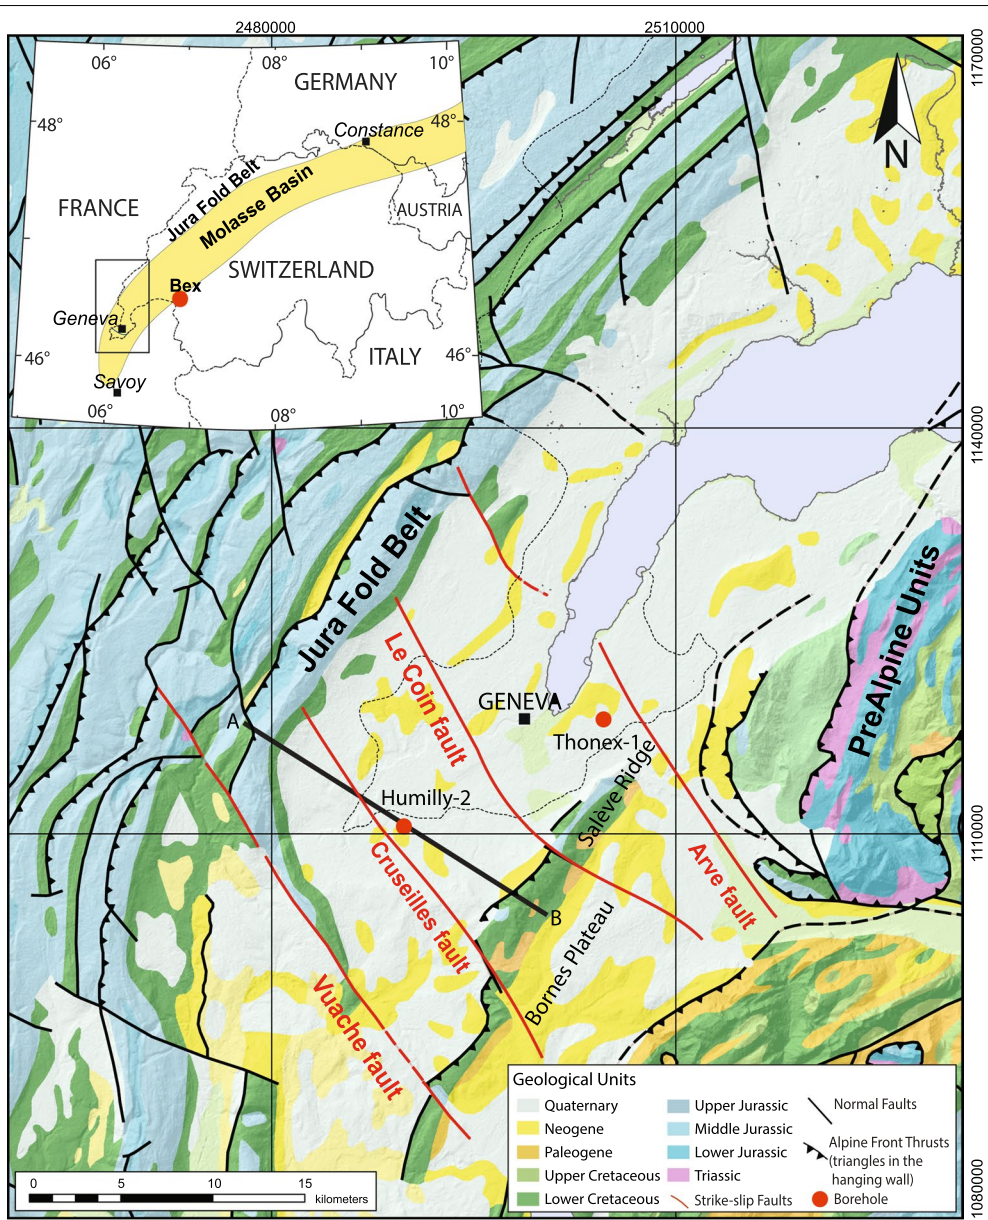 2480000
2510000
1170000
1140000
1110000
1080000
06°
08°
10°
GERMANY
48°
48°
Constance
Jura Fold Belt
Molasse Basin
FRANCE
AUSTRIA
SWITZERLAND
Bex
Geneva
ITALY
46°
46°
Savoy
06°
08°
10°
N
Jura Fold Belt
PreAlpine Units
Le Coin fault
GENEVA
Thonex-1
A
Humilly-2
Salève Ridge
Cruseilles fault
Arve fault
B
Bornes Plateau
Vuache fault
Geological Units
Quaternary
Neogene
Paleogene
Upper Cretaceous
Lower Cretaceous
Upper Jurassic
Middle Jurassic
Lower Jurassic
Triassic
Strike-slip Faults
Normal Faults
Alpine Front Thrusts
(triangles in the
hanging wall)
Borehole
0
5
10
15
kilometers